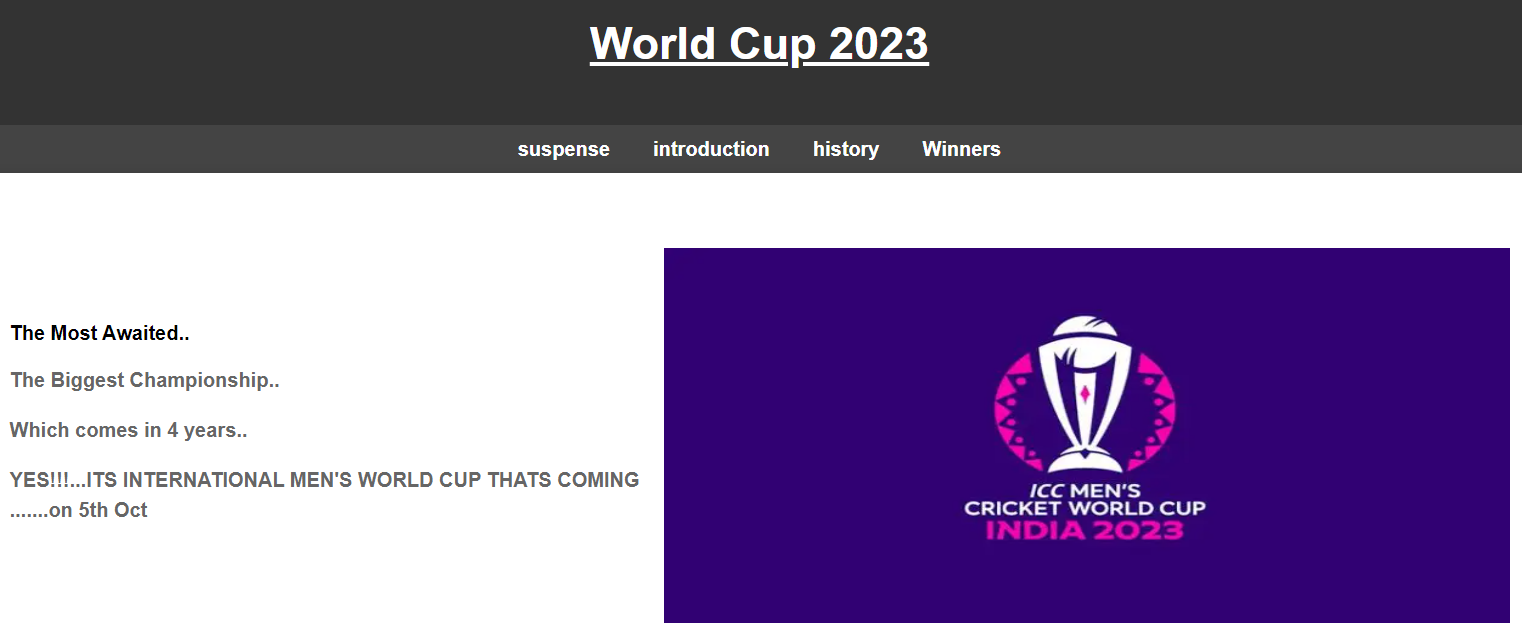 World Cup 2023
suspense introduction history Winners
The Most Awaited..
The Biggest Championship..
Which comes in 4 years..
YES!!!...ITS INTERNATIONAL MEN'S WORLD CUP THATS COMING
.......on 5th Oct
ICC MEN'S
CRICKET WORLD CUP
INDIA 2023